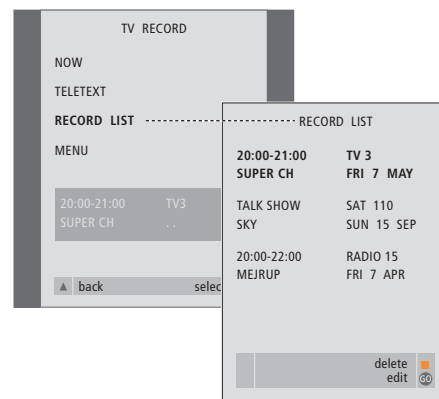 TV RECORD
NOW
TELETEXT
RECORD LIST
MENU
20:00-21:00 TV3
SUPER CH . .
▲ back selec
RECORD LIST
20:00-21:00 TV 3
SUPER CH FRI 7 MAY
TALK SHOW SAT 110
SKY SUN 15 SEP
20:00-22:00 RADIO 15
MEJRUP FRI 7 APR
delete
edit GO